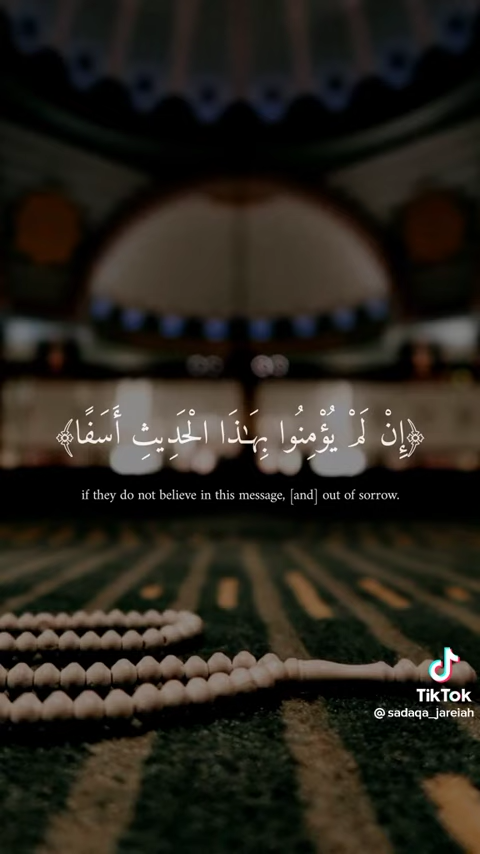 ﴿إِنْ لَمْ يُؤْمِنُوا بِهَـٰذَا الْحَدِيثِ أَسَفًا﴾
if they do not believe in this message, [and] out of sorrow.
TikTok
@sadaqa_jareiah